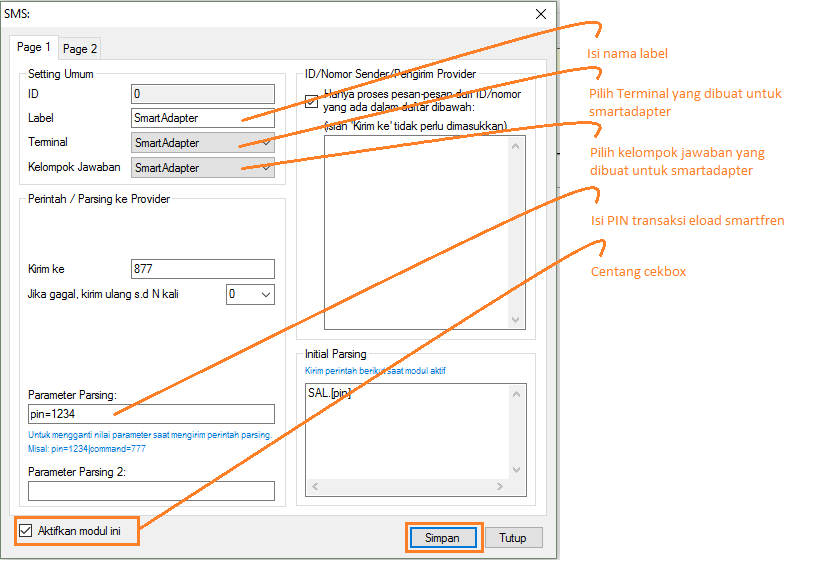 SMS:
Page 1
Page 2
Setting Umum
ID
0
Label
SmartAdapter
Terminal
SmartAdapter
Kelompok Jawaban
SmartAdapter
Perintah / Parsing ke Provider
Kirim ke
877
Jika gagal, kirim ulang s.d N kali
0
Parameter Parsing:
pin=1234
Untuk mengganti nilai parameter saat mengirim perintah parsing.
Misal: pin=1234|command=777
Parameter Parsing 2:
Aktifkan modul ini
ID/Nomor Sender/Pengirim Provider
Hanya proses pesan-pesan dari ID/nomor
yang ada dalam daftar dibawah:
(isian 'Kirim ke' tidak perlu dimasukkan)
Initial Parsing
Kirim perintah berikut saat modul aktif
SAL.[pin]
Simpan
Tutup
Isi nama label
Pilih Terminal yang dibuat untuk
smartadapter
Pilih kelompok jawaban yang
dibuat untuk smartadapter
Isi PIN transaksi eload smartfren
Centang cekbox